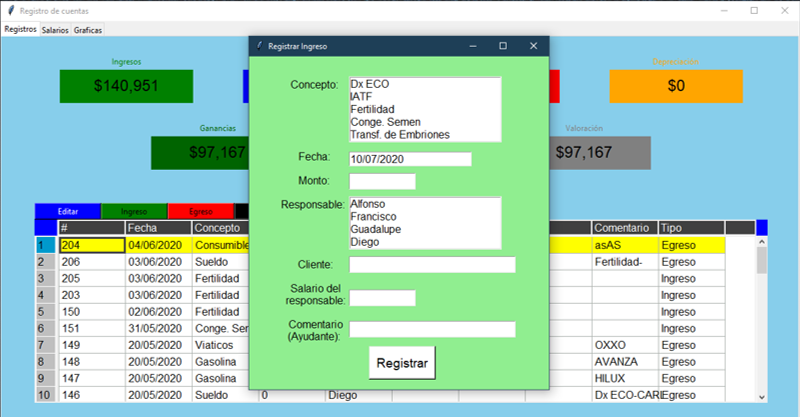 Registro de cuentas
Registros Salarios Graficas
Ingresos
$140,951
Depreciación
$0
Ganancias
$97,167
Valoración
$97,167
Editar Ingreso Egreso
# Fecha Concepto Comentario Tipo
1 204 04/06/2020 Consumible asAS Egreso
2 206 03/06/2020 Sueldo Fertilidad- Egreso
3 205 03/06/2020 Fertilidad Ingreso
4 203 03/06/2020 Fertilidad Ingreso
5 150 02/06/2020 Fertilidad Ingreso
6 151 31/05/2020 Conge. Ser Ingreso
7 149 20/05/2020 Viaticos OXXO Egreso
8 148 20/05/2020 Gasolina AVANZA Egreso
9 147 20/05/2020 Gasolina HILUX Egreso
10 146 20/05/2020 Sueldo 0 Diego Dx ECO-CARE Egreso
Registrar Ingreso
Concepto:
Dx ECO
IATF
Fertilidad
Conge. Semen
Transf. de Embriones
Fecha: 10/07/2020
Monto:
Responsable:
Alfonso
Francisco
Guadalupe
Diego
Cliente:
Salario del
responsable:
Comentario
(Ayudante):
Registrar